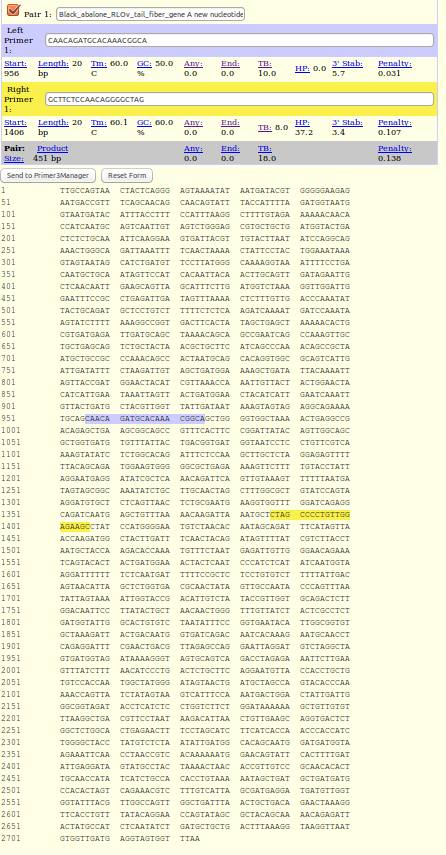 Pair 1: Black_abalone_RLOv_tail_fiber_gene A new nucleotide
Left Primer 1: CAACAGATGCACAAACGGCA
Start: 956 Length: 20 bp Tm: 60.0 C GC: 50.0 % Any: 0.0 End: 0.0 TB: 10.0 HP: 0.0 3' Stab: 5.7 Penalty: 0.031
Right Primer 1: GCTTCTCCAACAGGGGCTAG
Start: 1406 Length: 20 bp Tm: 60.1 C GC: 60.0 % Any: 0.0 End: 0.0 TB: 8.0 HP: 37.2 3' Stab: 3.4 Penalty: 0.107
Pair: Product Size: 451 bp Any: 0.0 End: 0.0 TB: 18.0 Penalty: 0.138
Send to Primer3Manager Reset Form
1 TTGCCAGTAA CTACTCAGGG AGTAAAATAT AATGATACGT GGGGGAAGAG
51 AATGACCGTT TCAGCAACAG CAACAGTATT TACCATTTTA GATGGTAATG
101 GTAATGATAC ATTTACCTTT CCATTTAAGG CTTTTGTAGA AAAAACAACA
151 CCATCAATGC AGTCAATTGT AGTCTGGGAG CGTGCTGCTG ATGGTACTGA
201 CTCTCTGCAA ATTCAAGGAA GTGATTACGT TGTACTTAAT ATCCAGGCAG
251 AAACTGGGCA GATTAAATTT TCAACTAAAA CTATTCCTAC TGGAAATAAA
301 GTAGTAATAG CATCTGATGT TCCTTATGGG CAAAAGGTAA ATTTTCCTGA
351 CAATGCTGCA ATAGTTCCAT CACAATTACA ACTTGCAGTT GATAGAATTG
401 CTCAACAATT GAAGCAGTTA GCATTTCTTG ATGGTCTAAA GGTTGGATTG
451 GAATTTCCGC CTGAGATTGA TAGTTTAAAA CTCTTTGTTG ACCCAAATAT
501 TACTGCAGAT GCTCCTGTCT TTTTCTCTCA AGATCAAAAT GATCCAAATA
551 AGTATCTTTT AAAGGCCGGT GACTTCACTA TAGCTGAGCT AAAAACACTG
601 CGTGATGAGA TTGATGCAGC TAAAACAGCA GCCGAATCAG CCAAAGTTGC
651 TGCTGAGCAG TCTGCTACTA ACGCTGCTTC ATCAGCCCAA ACAGCCGCTA
701 ATGCTGCCGC CCAAACAGCC ACTAATGCAG CACAGGTGGC GCAGTCATTG
751 ATTGATATTT CTAAGATTGT AGCTGATGGA AAAGCTGATA TTACAAAATT
801 AGTTACCGAT GGAACTACAT CGTTAAACCA AATTGTTACT ACTGGAACTA
851 CATCATTGAA TAAATTAGTT ACTGATGGAA CTACATCATT GAATCAAATT
901 GTTACTGATG CTACGTTGGT TATTGATAAT AAAGTAGTAG AGGCAGAAAA
951 TGCAGCAACA GATGCACAAA CGGCAGCTGG GGTGGCTAAA ACTGAGGCCG
1001 ACAGAGCTGA AGCGGCAGCC GTTTCACTTC CGGATTATAC AGTTGGCAGC
1051 GCTGGTGATG TGTTTATTAC TGACGGTGAT GGTAATCCTC CTGTTCGTCA
1101 AAAGTATATC TCTGGCACAG ATTTCTCCAA GCTTGCTCTA GGAGAGTTTT
1151 TTACAGCAGA TGGAAGTGGG GGCGCTGAGA AAAGTTCTTT TGTACCTATT
1201 AGGAATGAGG ATATCGCTCA AACAGATTCA GTTGTAAAGT TTTTTAATGA
1251 TAGTAGCGGC AAATATCTGC TTGCAACTAG CTTTGGCGCT GTATCCAGTA
1301 AGGATGTGCT CTCAGTTAAC TCTGCGAATG AAGGTGGTTT GGATCAGAGG
1351 CAGATCAATG AGCTGTTTAA AACAAGATTA AATGCTCTAG CCCCTGTTGG
1401 AGAAGCCTAT CCATGGGGAA TGTCTAACAC AATAGCAGAT TTCATAGTTA
1451 ACCAAGATGG CTACTTGATT TCAACTACAG ATAGTTTTAT CGTCTTACCT
1501 AATGCTACCA AGACACCAAA TGTTTCTAAT GAGATTGTTG GGAACAGAAA
1551 TCAGTACACT ACTGATGGAA ACTACTCAAT CCCATCTCAT ATCAATGGTA
1601 AGGATTTTTT TCTCAATGAT TTTTCCGCTC TCCTGTGTCT TTTTATTGAC
1651 AGTAACATTA GCTCTGGTGA CGCAACTATG GTTGCCAATA CCCAGTTTAA
1701 TATTAGTAAA ATTGGTACCG ACATTGTCTA TACCGTTGGT GCAGACTCTT
1751 GGACAATTCC TTATACTGCT AACAACTGGG TTTGTTATCT ACTCGCCTCT
1801 GATGGTATTG GCACTGTGTC TAATATTTCC GGTGAATACA TTGGCGGTGT
1851 GCTAAAGATT ACTGACAATG GTGATCAGAC AATCACAAAG AATGCAACCT
1901 CAGAGGATTT CGAACTGACG TTAGAGCCAG GAATTAGGAT GTCTAGGCTA
1951 GTGATGGTAG ATAAAAGGGT AGTGCAGTCA GACCTAGAGA AATTCTTGAA
2001 GTTTATCTTT AACATCCCTG GACTCTGCTT AGGAATGTTA CCACCTGCTG
2051 TGTCCACCAA TGGCTATGGG ATAGTAACTG ATGCTAGCCA GTACACCCAA
2101 AAACCAGTTA TCTATAGTAA GTCATTTCCA AATGACTGGA CTATTGATTG
2151 GGCGGTAGAT ACCTCATCTC CTGGTCTTCT GGATAAAAAA GCTGTTGTGT
2201 TTAAGGCTGA CGTTCCTAAT AAGACATTAA CTGTTGAAGC AGGTGACTCT
2251 GGCTCTGGCA CTGAGAACTT TCCTAGCATC TTCATCACCA ACCCACCATC
2301 TGGGGCTACC TATGTCTCTA ATATTGATGG CACAGCAATG GATGATGGTA
2351 AGAAATTCAA CCTAACCGTC ACAAAAAATG GAACAGTATT CACTTTTGAT
2401 ATTGAGGATA GTATGCCTAC TAAAACTAAC ACCGTTGTCC GCAACACACT
2451 TGCAACCATA TCATCTGCCA CACCTGTAAA AATAGCTGAT GCTGATGATG
2501 CCACACTAGT CAGAAACGTC TTTGTCATTA GCGATGAGGA TGATGTTGGT
2551 GGTATTTACG TTGGCCAGTT GGCTGATTTA ACTGCTGACA GAACTAAAGG
2601 TTCACCTGTT TATACAGGAA CCAGTATAGC GCTACAGCAA AACAGAGATT
2651 ACTATGCCAT CTCAATATCT GATGCTGCTG ACTTTAAAGG TAAGGTTAAT
2701 GTGGTTGATG AGGTAGTGGT TTAA